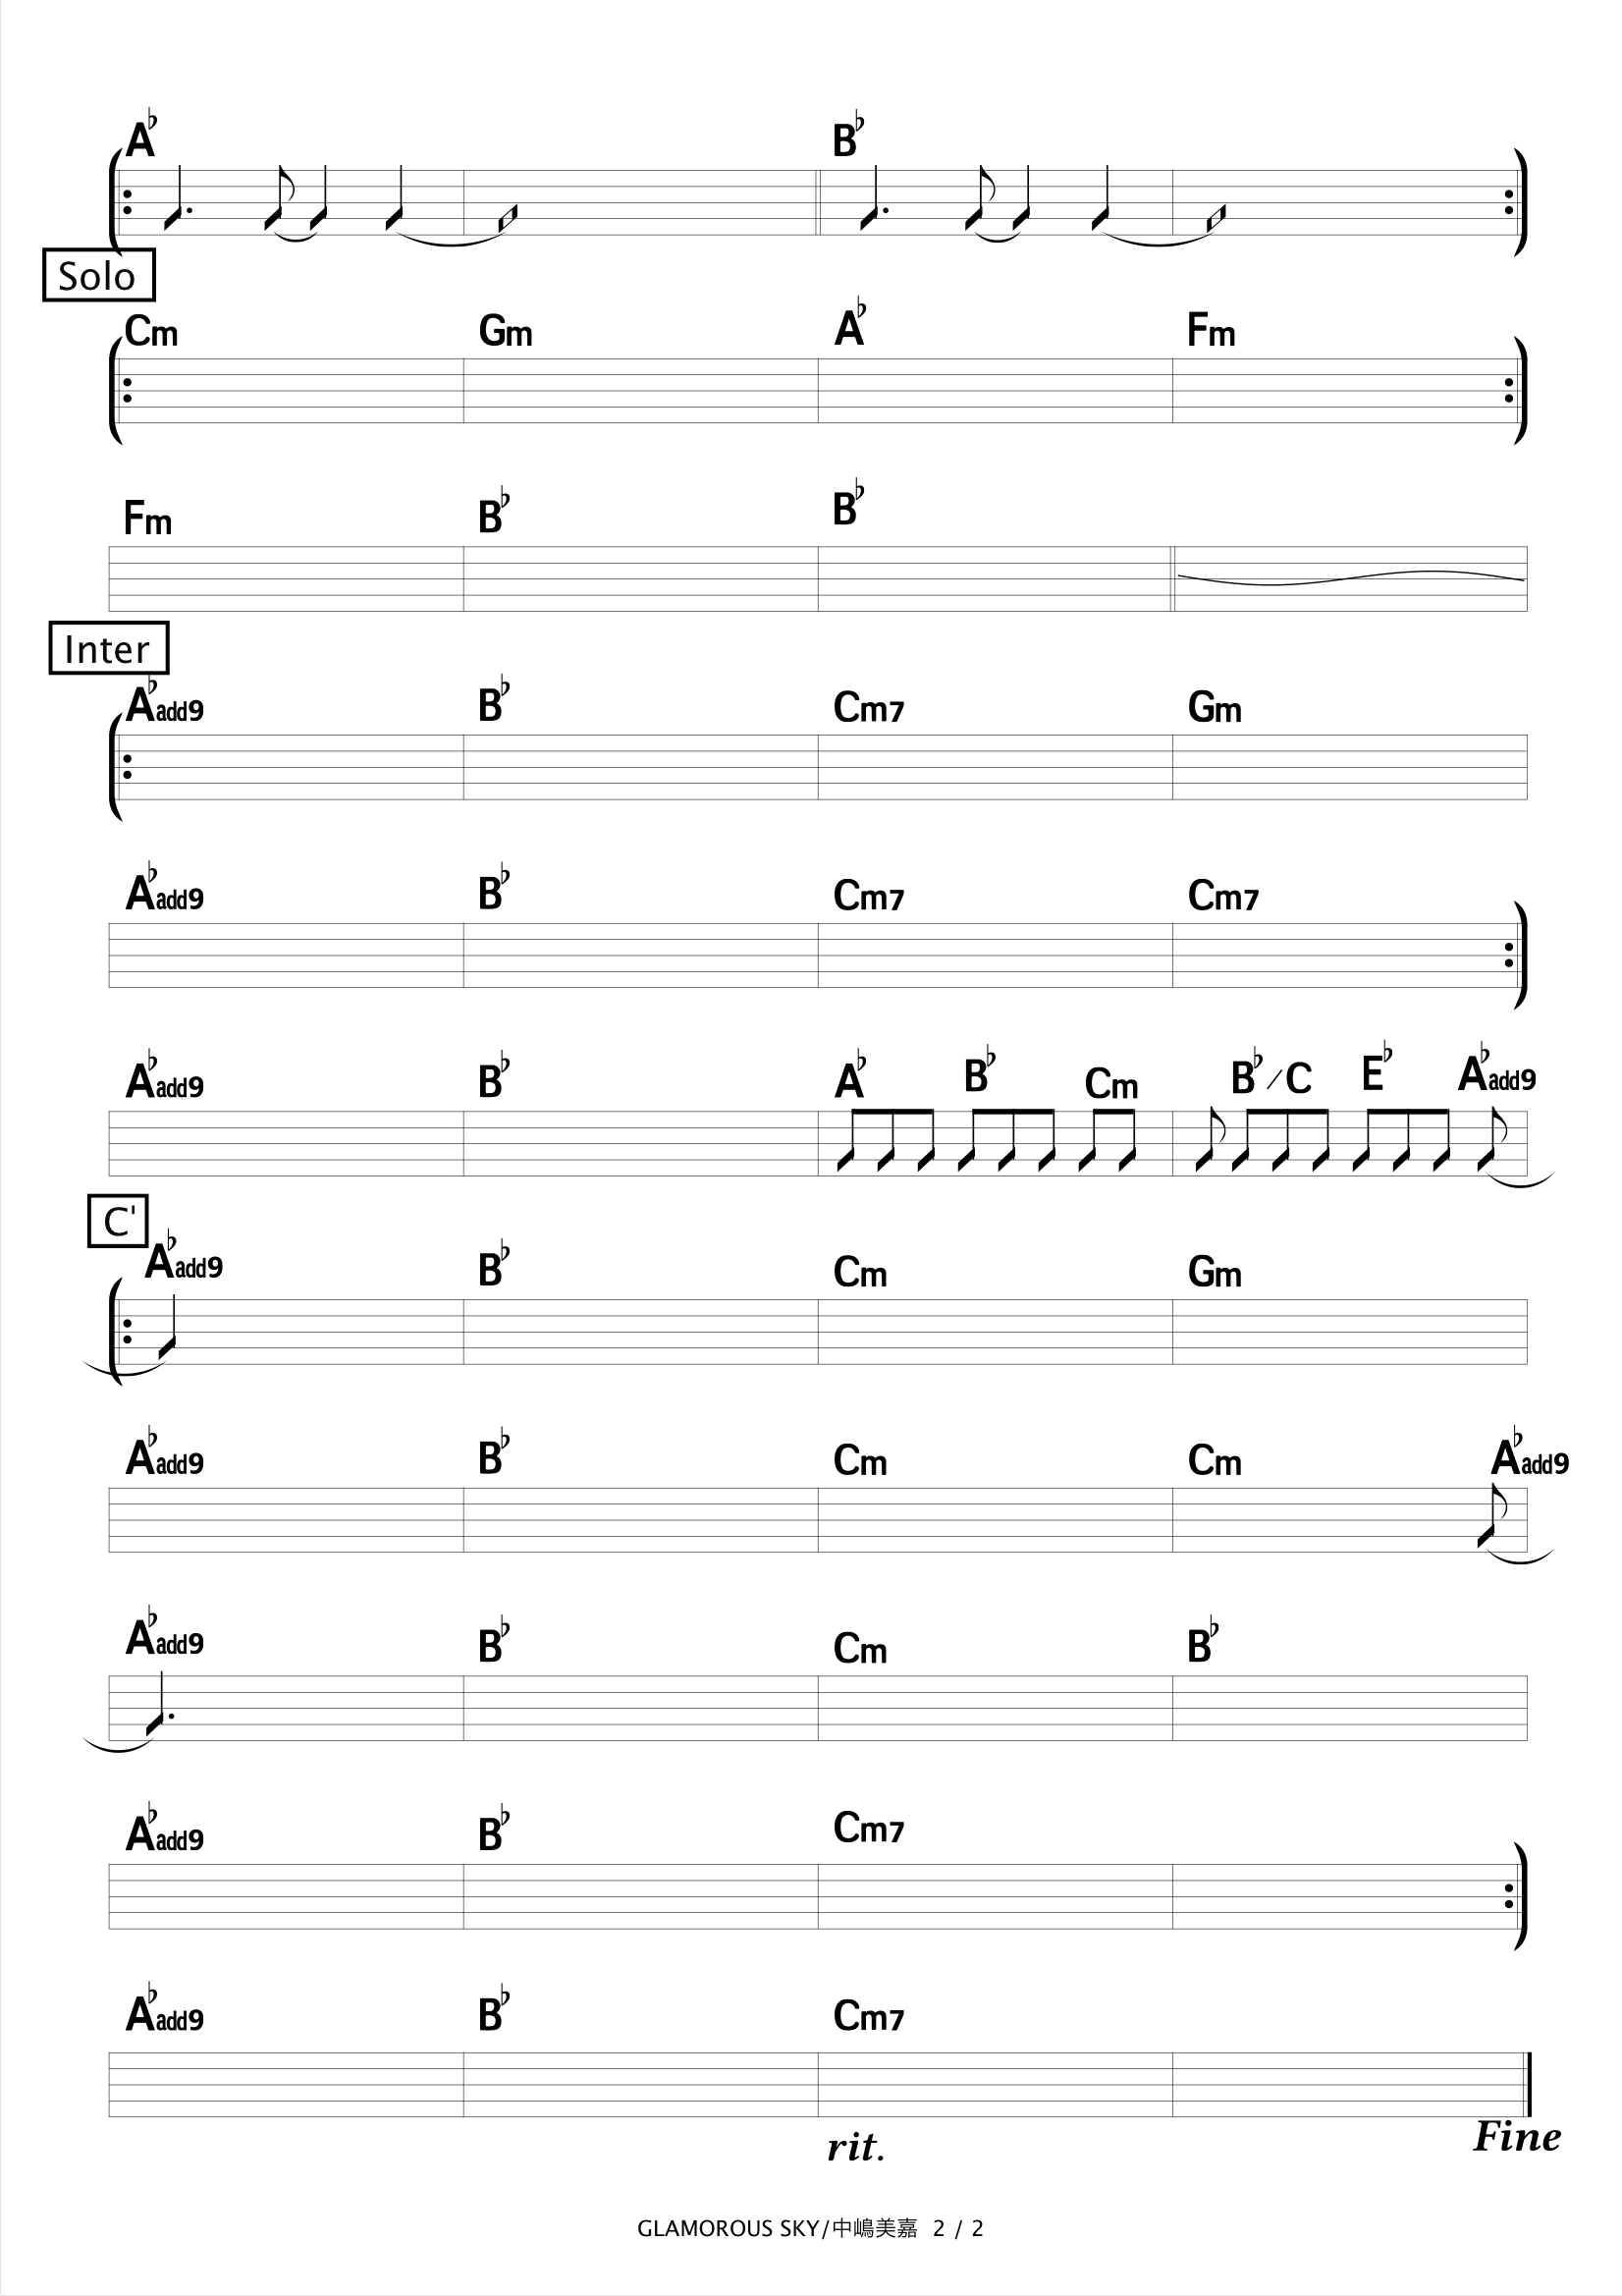 A♭ B♭
Solo
Cm Gm A♭ Fm
Fm B♭ B♭
Inter
A♭add9 B♭ Cm7 Gm
A♭add9 B♭ Cm7 Cm7
A♭add9 B♭ A♭ B♭ Cm B♭/C E♭ A♭add9
C'
A♭add9 B♭ Cm Gm
A♭add9 B♭ Cm Cm A♭add9
A♭add9 B♭ Cm B♭
A♭add9 B♭ Cm7
A♭add9 B♭ Cm7
rit. Fine
GLAMOROUS SKY/中嶋美嘉 2 / 2